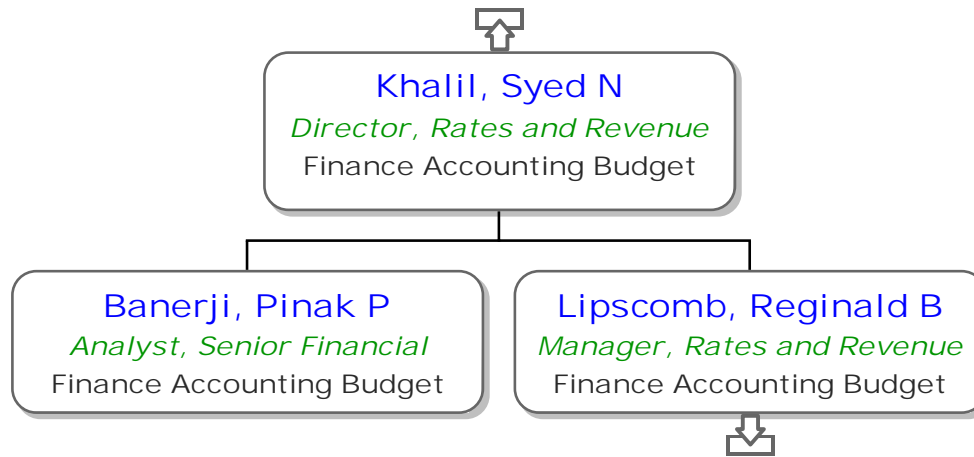 Khalil, Syed N
Director, Rates and Revenue
Finance Accounting Budget
Banerji, Pinak P
Analyst, Senior Financial
Finance Accounting Budget
Lipscomb, Reginald B
Manager, Rates and Revenue
Finance Accounting Budget